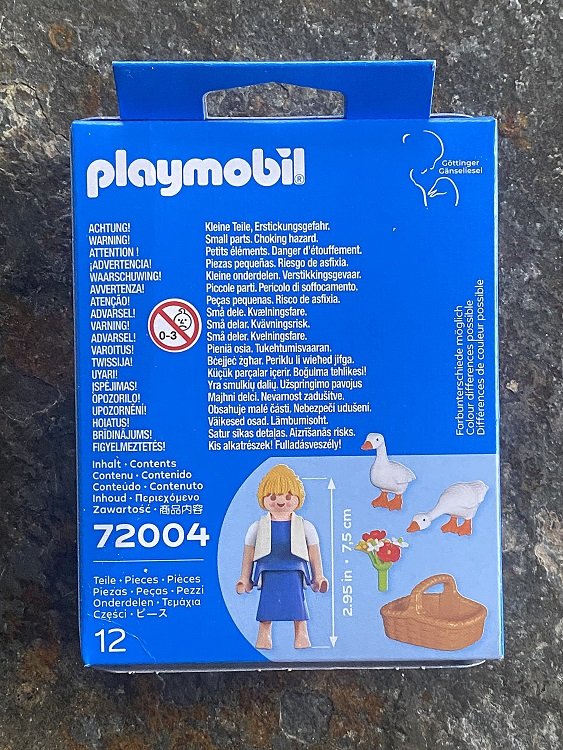 playmobil®
Göttinger
Gänseliesel
ACHTUNG! Kleine Teile, Erstickungsgefahr.
WARNING! Small parts. Choking hazard.
ATTENTION ! Petits éléments. Danger d'étouffement.
¡ADVERTENCIA! Piezas pequeñas. Riesgo de asfixia.
WAARSCHUWING! Kleine onderdelen. Verstikkingsgevaar.
AVVERTENZA! Piccole parti. Pericolo di soffocamento.
ATENÇÃO! Peças pequenas. Risco de asfixia.
ADVARSEL! Små dele. Kvælningsfare.
VARNING! Små delar. Kvävningsrisk.
ADVARSEL! Små deler. Kvelningsfare.
VAROITUS! Pieniä osia. Tukehtumisvaaran.
TWISSIJA! Bċejjeċ żgħar. Periklu li wieħed jifga.
UYARI! Küçük parçalar içerir. Boğulma tehlikesi!
ISPĖJIMAS! Yra smulkių dalių. Užspringimo pavojus
OPOZORILO! Majhni delci. Nevarnost zadušitve.
UPOZORNĚNÍ! Obsahuje malé části. Nebezpečí udušení.
HOIATUS! Väikesed osad. Lämbumisoht.
BRĪDINĀJUMS! Satur sīkas detaļas. Aizrīšanās risks.
FIGYELMEZTETÉS! Kis alkatrészek! Fulladásveszély!
0-3
Farbunterschiede möglich
Colour differences possible
Différences de couleur possible
Inhalt · Contents
Contenu · Contenido
Conteúdo · Contenuto
Inhoud · Περιεχόμενο
Zawartość · 商品内容
72004
Teile · Pieces · Pièces
Piezas · Peças · Pezzi
Onderdelen · Τεμάχια
Części · ピース
12
2.95 in · 7,5 cm